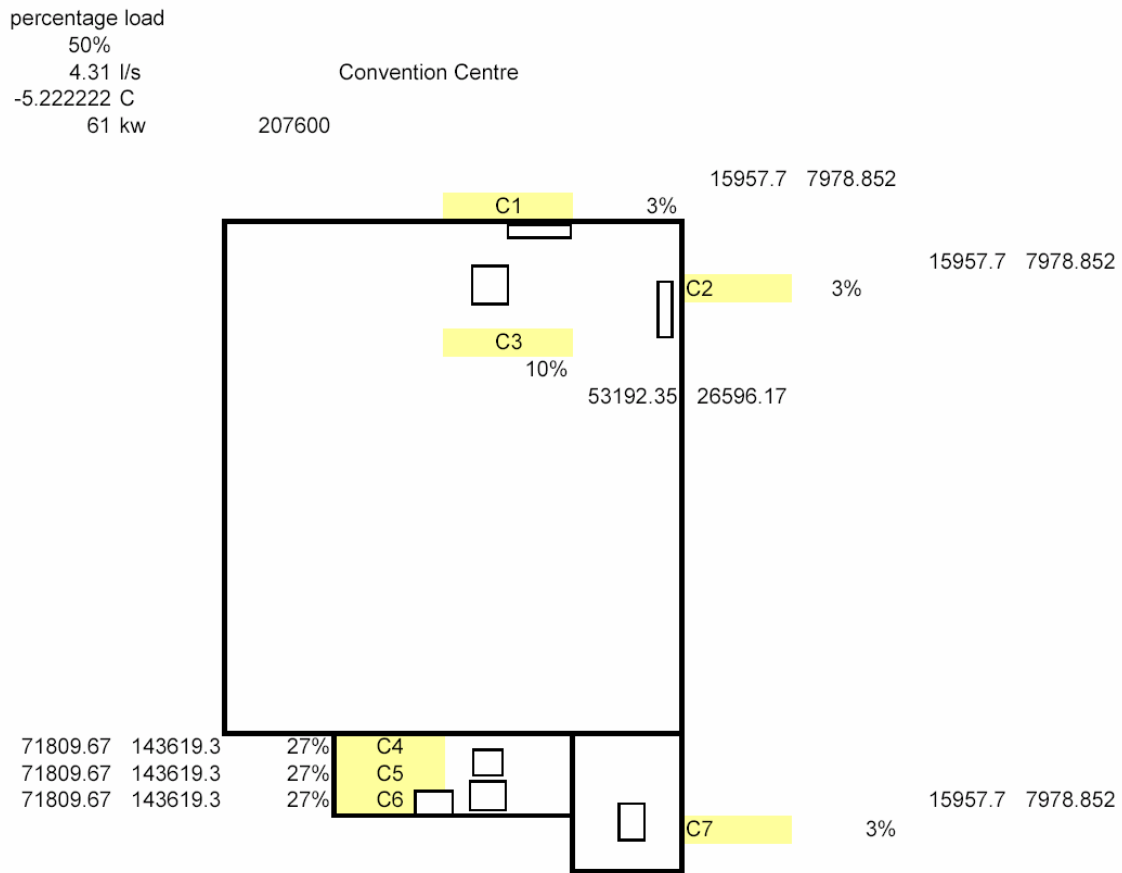 percentage load
50%
4.31 l/s Convention Centre
-5.222222 C
61 kw 207600
15957.7 7978.852
C1 3%
15957.7 7978.852
C2 3%
C3
10%
53192.35 26596.17
71809.67 143619.3 27% C4
71809.67 143619.3 27% C5
71809.67 143619.3 27% C6 15957.7 7978.852
C7 3%